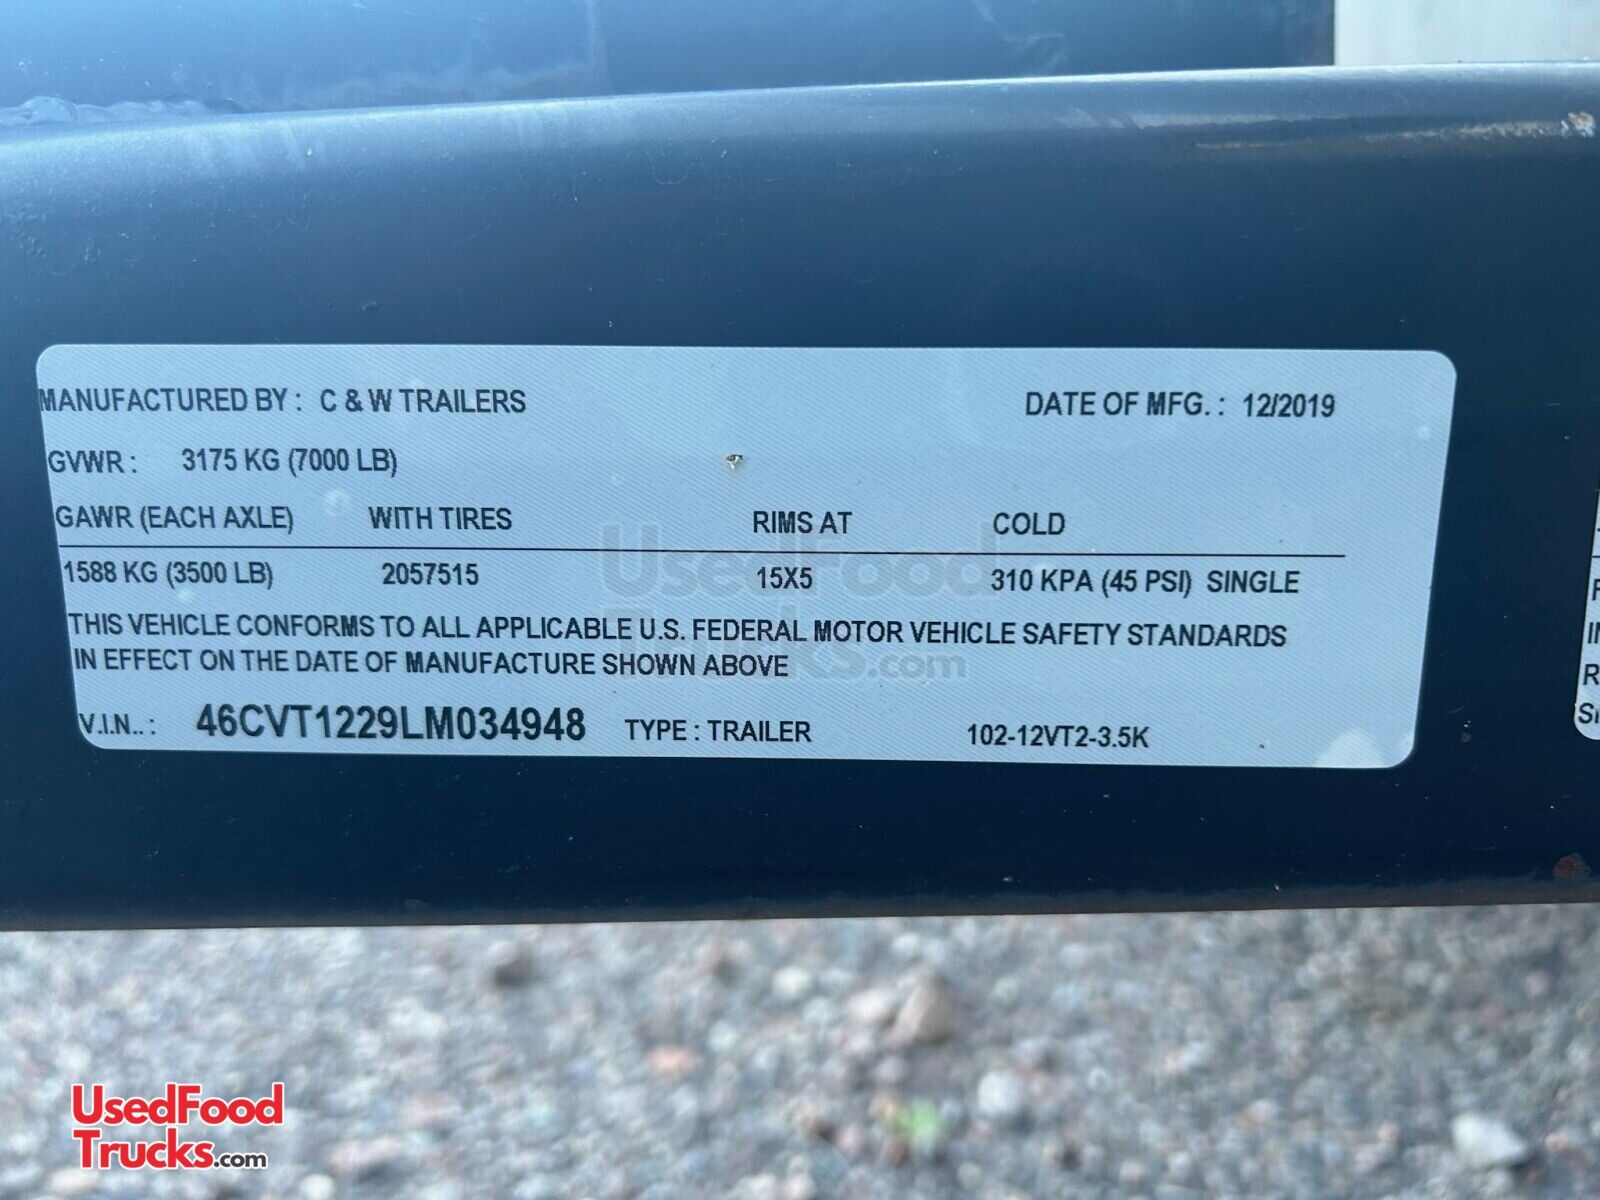 MANUFACTURED BY : C & W TRAILERS DATE OF MFG. : 12/2019
GVWR : 3175 KG (7000 LB)
GAWR (EACH AXLE) WITH TIRES RIMS AT COLD
1588 KG (3500 LB) 2057515 15X5 310 KPA (45 PSI) SINGLE
THIS VEHICLE CONFORMS TO ALL APPLICABLE U.S. FEDERAL MOTOR VEHICLE SAFETY STANDARDS
IN EFFECT ON THE DATE OF MANUFACTURE SHOWN ABOVE
V.I.N.. : 46CVT1229LM034948 TYPE : TRAILER 102-12VT2-3.5K
UsedFood
Trucks.com
UsedFood
Trucks.com